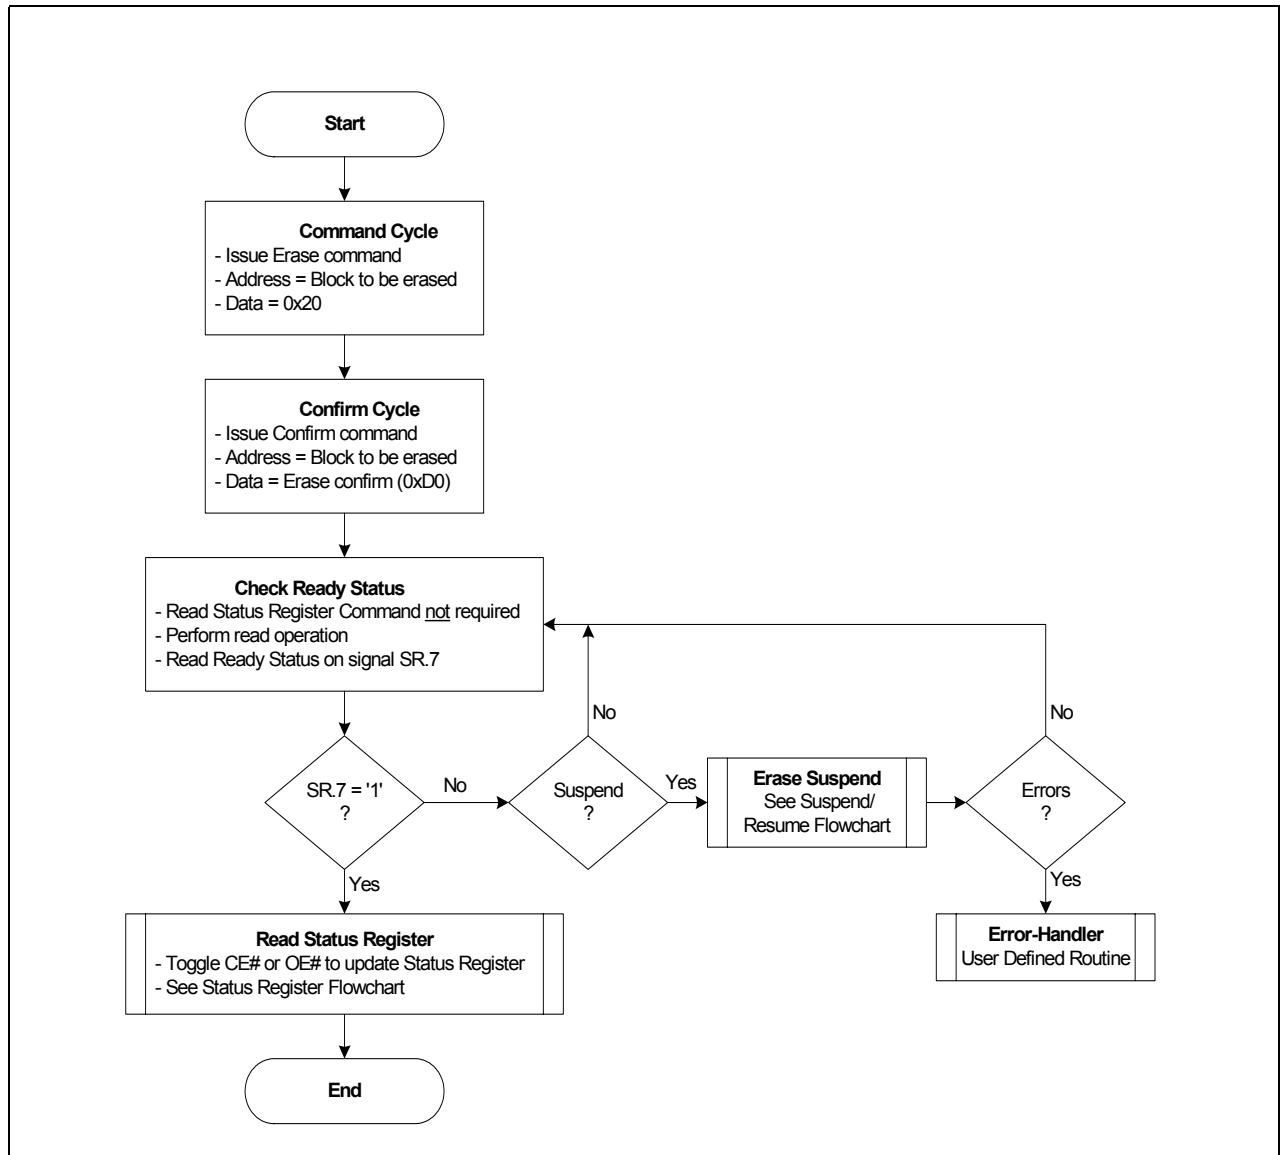 Start
Command Cycle
- Issue Erase command
- Address = Block to be erased
- Data = 0x20
Confirm Cycle
- Issue Confirm command
- Address = Block to be erased
- Data = Erase confirm (0xD0)
Check Ready Status
- Read Status Register Command not required
- Perform read operation
- Read Ready Status on signal SR.7
No
No
SR.7 = '1'
?
No
Suspend
?
Yes
Erase Suspend
See Suspend/
Resume Flowchart
Errors
?
Yes
Yes
Read Status Register
- Toggle CE# or OE# to update Status Register
- See Status Register Flowchart
Error-Handler
User Defined Routine
End